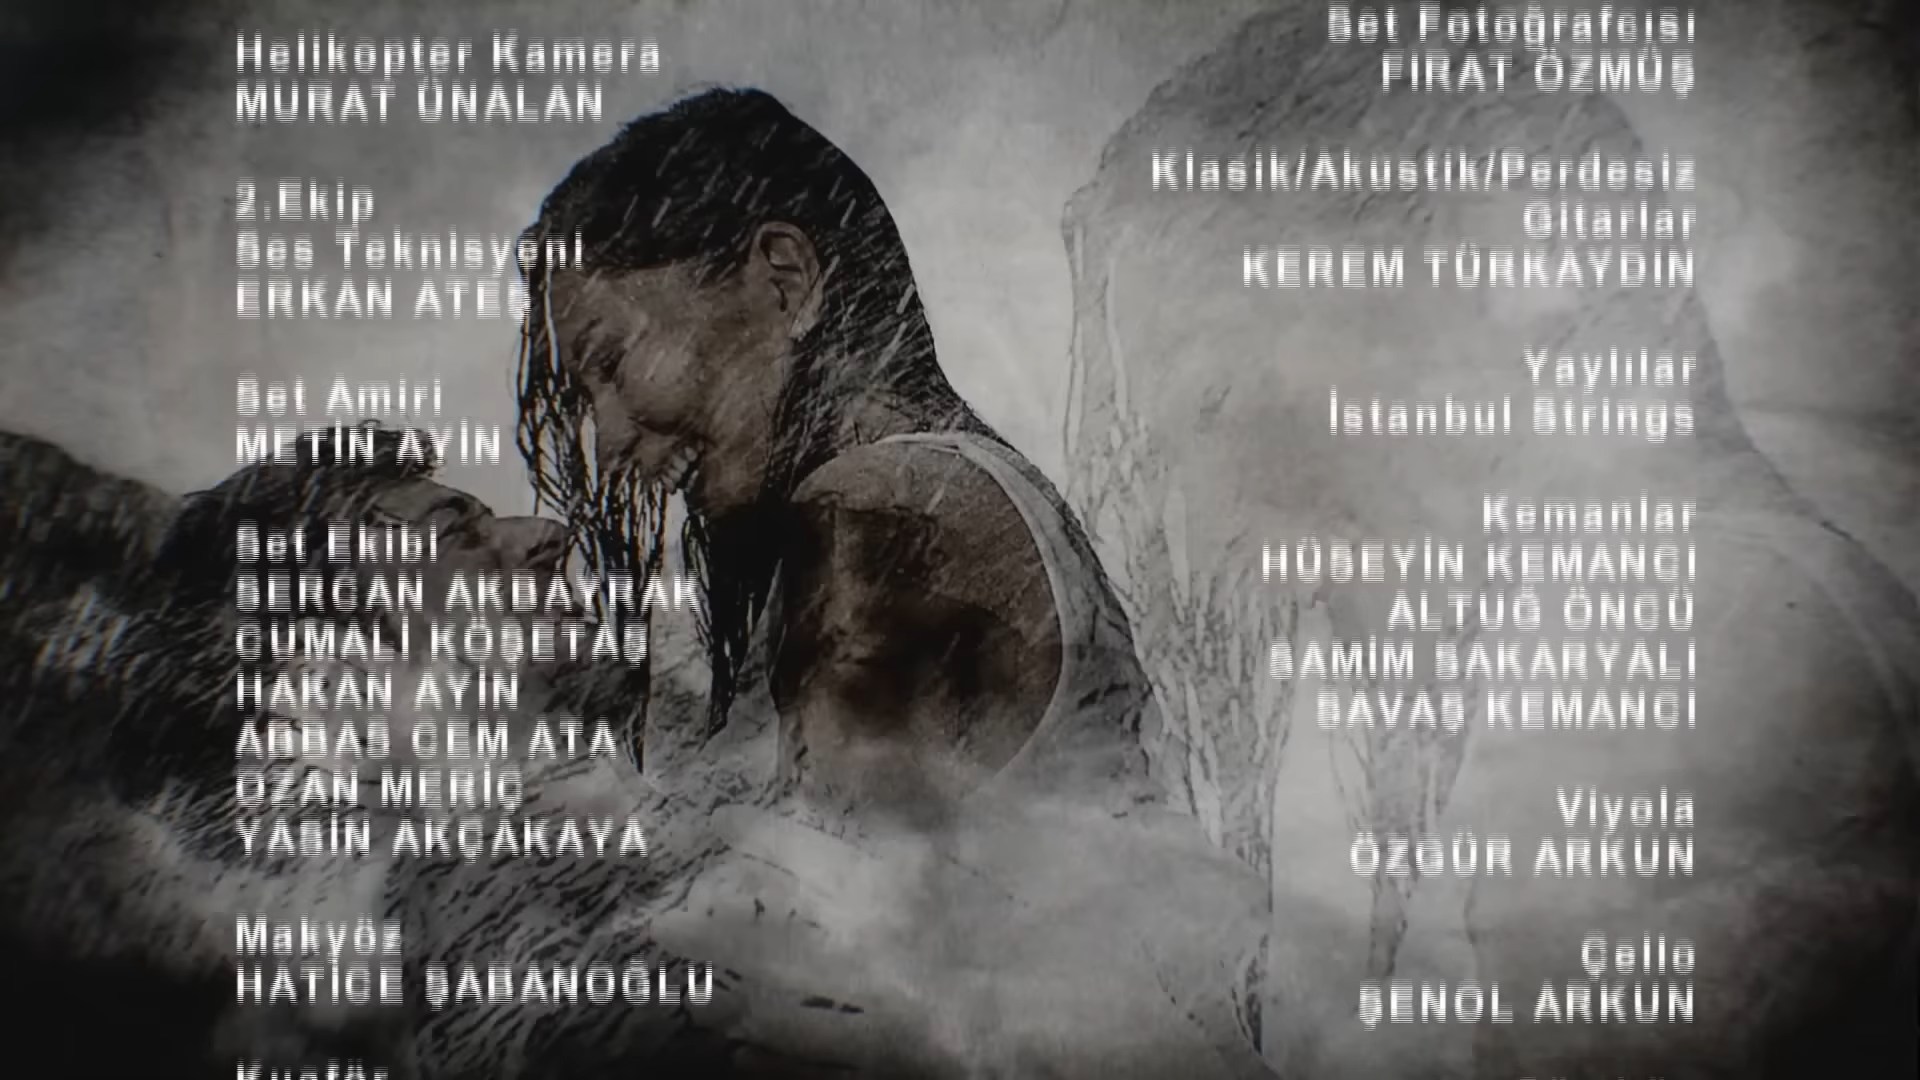 Helikopter Kamera
MURAT ÜNALAN
2.Ekip
Ses Teknisyeni
ERKAN ATEŞ
Set Amiri
METİN AYİN
Set Ekibi
SERCAN AKBAYRAK
CUMALİ KÖŞETAŞ
HAKAN AYİN
ABBAS CEM ATA
OZAN MERİÇ
YASİN AKÇAKAYA
Makyöz
HATİCE ŞABANOĞLU
Kuaför
Set Fotoğrafcısı
FIRAT ÖZMÜŞ
Klasik/Akustik/Perdesiz
Gitarlar
KEREM TÜRKAYDIN
Yaylılar
İstanbul Strings
Kemanlar
HÜSEYİN KEMANCI
ALTUĞ ÖNCÜ
SAMİM SAKARYALI
SAVAŞ KEMANCI
Viyola
ÖZGÜR ARKUN
Çello
ŞENOL ARKUN